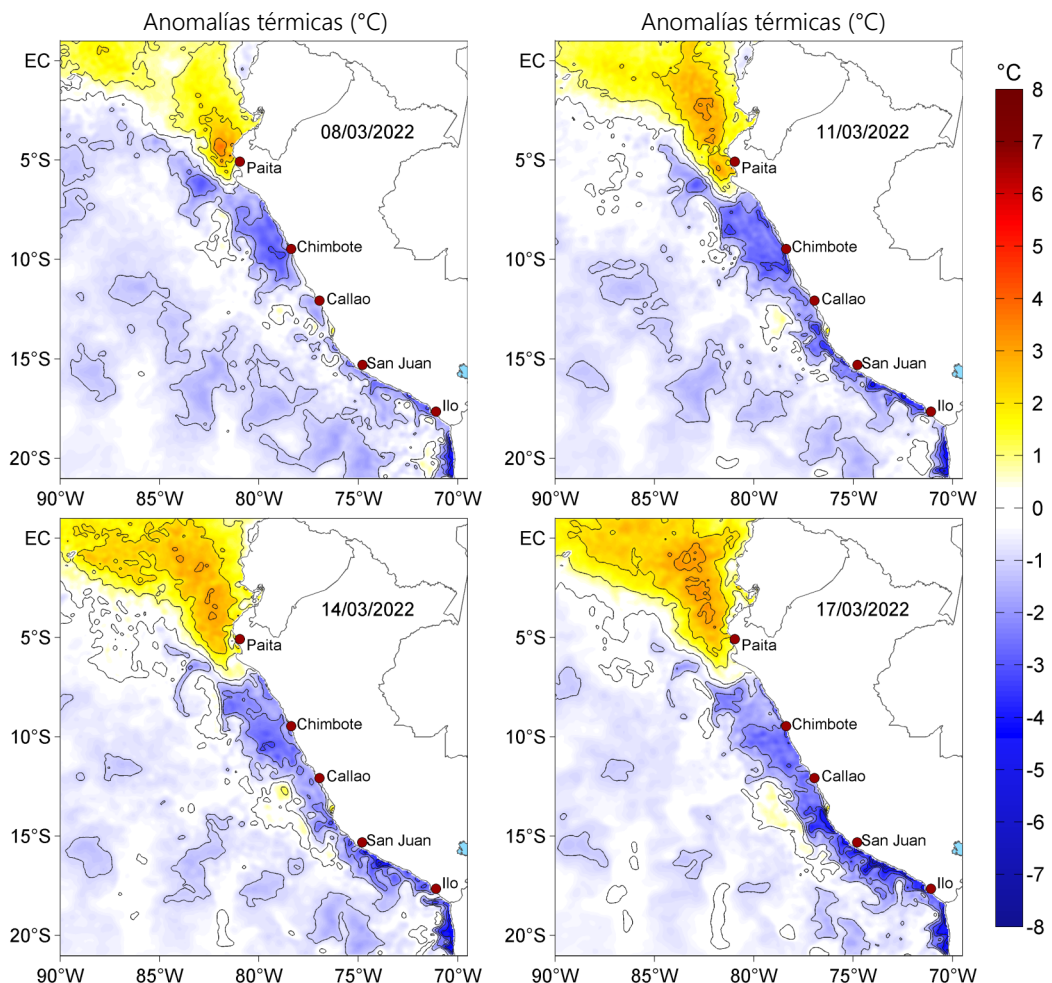 Anomalías térmicas (°C)
Anomalías térmicas (°C)
°C
EC
5°S
10°S
15°S
20°S
08/03/2022
Paita
Chimbote
Callao
San Juan
Ilo
90°W
85°W
80°W
75°W
70°W
EC
5°S
10°S
15°S
20°S
11/03/2022
Paita
Chimbote
Callao
San Juan
Ilo
90°W
85°W
80°W
75°W
70°W
EC
5°S
10°S
15°S
20°S
14/03/2022
Paita
Chimbote
Callao
San Juan
Ilo
90°W
85°W
80°W
75°W
70°W
EC
5°S
10°S
15°S
20°S
17/03/2022
Paita
Chimbote
Callao
San Juan
Ilo
90°W
85°W
80°W
75°W
70°W
8
7
6
5
4
3
2
1
0
-1
-2
-3
-4
-5
-6
-7
-8